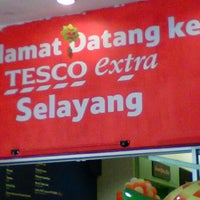 lamat Datang ke
TESCO extra
Selayang